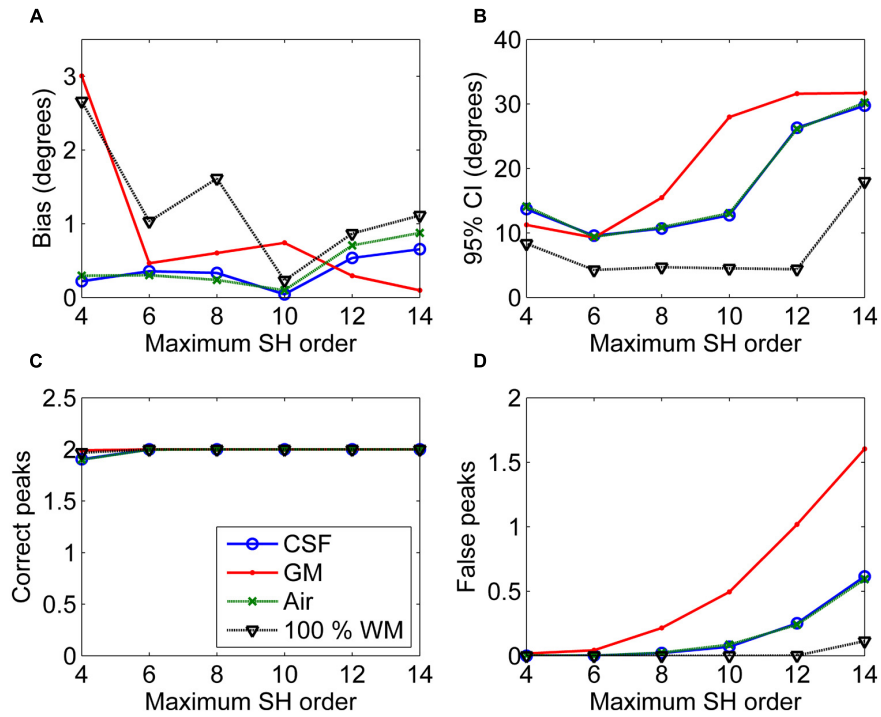 A
Bias (degrees)
3
2
1
0
4 6 8 10 12 14
Maximum SH order
B
95% CI (degrees)
40
30
20
10
0
4 6 8 10 12 14
Maximum SH order
C
Correct peaks
2.5
2
1.5
1
0.5
0
4 6 8 10 12 14
Maximum SH order
CSF
GM
Air
100 % WM
D
False peaks
2
1.5
1
0.5
0
4 6 8 10 12 14
Maximum SH order